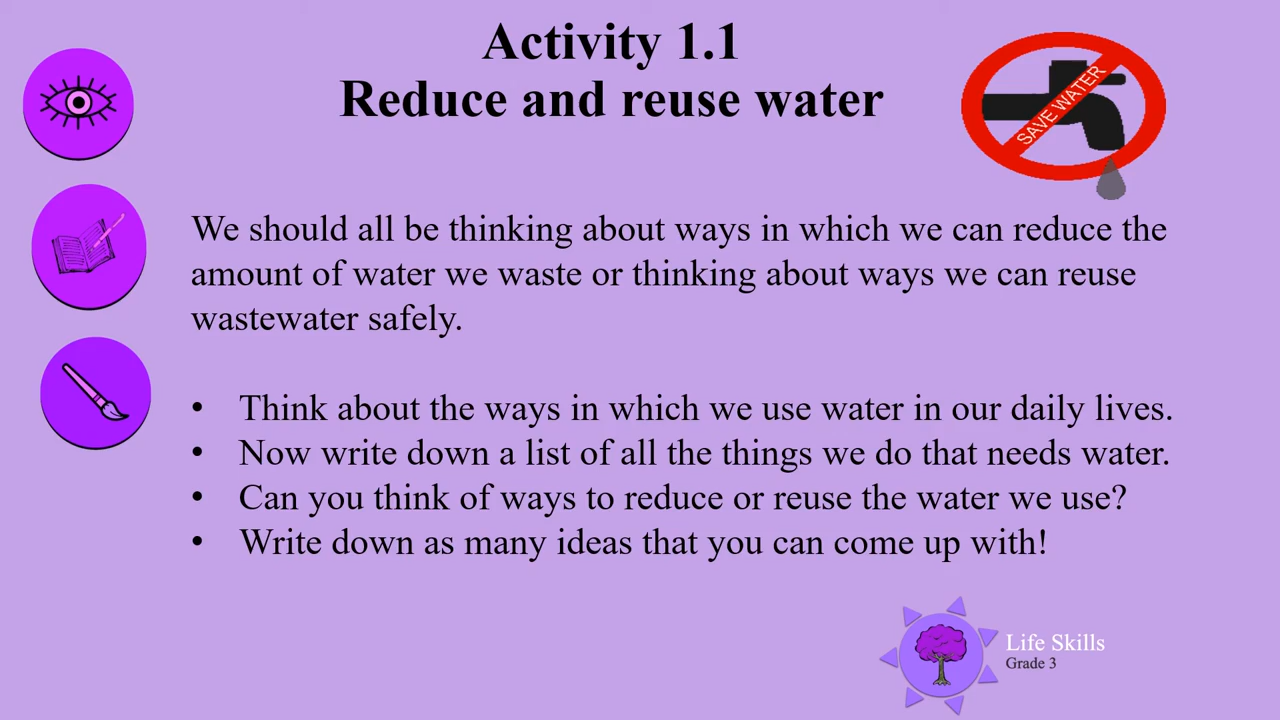 Activity 1.1
Reduce and reuse water
SAVE WATER
We should all be thinking about ways in which we can reduce the
amount of water we waste or thinking about ways we can reuse
wastewater safely.
• Think about the ways in which we use water in our daily lives.
• Now write down a list of all the things we do that needs water.
• Can you think of ways to reduce or reuse the water we use?
• Write down as many ideas that you can come up with!
Life Skills
Grade 3